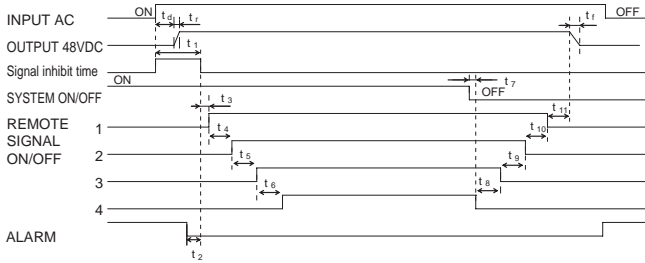 INPUT AC ON OFF
t d t r t f
OUTPUT 48VDC
t 1
Signal inhibit time
ON t 7
SYSTEM ON/OFF OFF
t 3 t 11
REMOTE 1
SIGNAL t 4 t 10
ON/OFF 2
t 5 t 9
3
t 6 t 8
4
ALARM
t 2